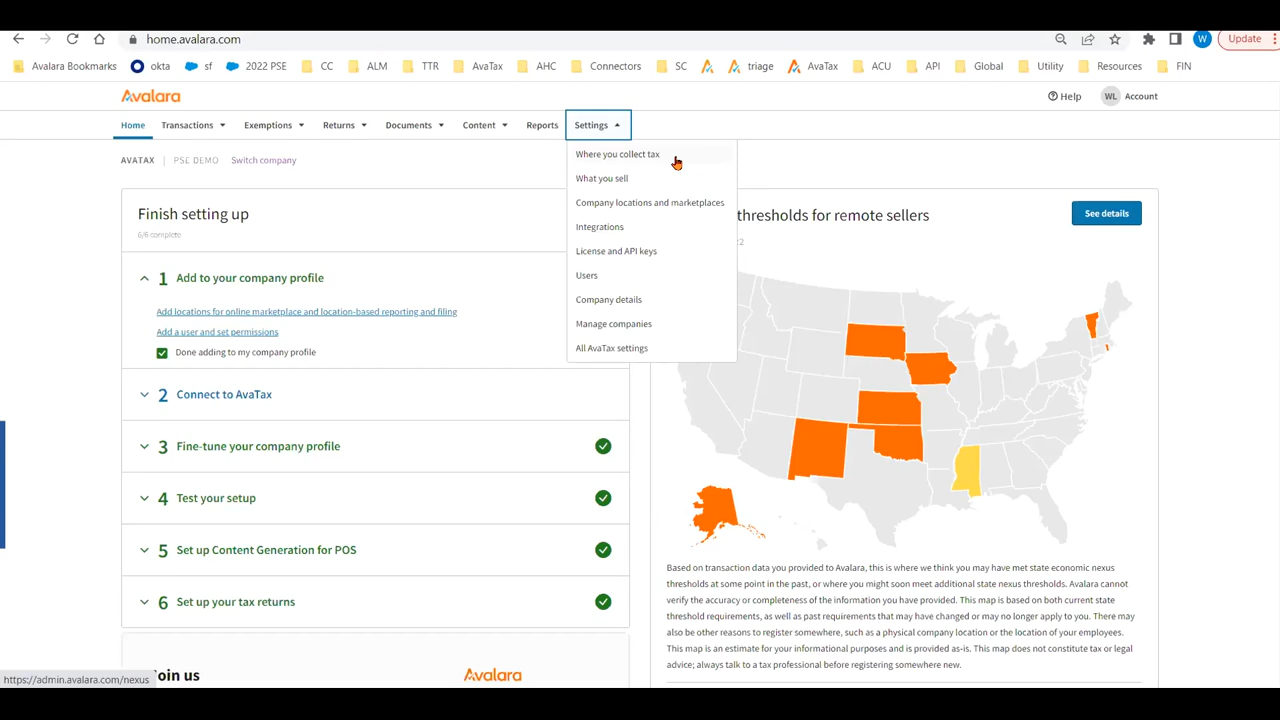 home.avalara.com
W
Update
Avalara Bookmarks
okta
sf
2022 PSE
CC
ALM
TTR
AvaTax
AHC
Connectors
SC
triage
AvaTax
ACU
API
Global
Utility
Resources
FIN
Avalara
Help
WL Account
Home
Transactions
Exemptions
Returns
Documents
Content
Reports
Settings
AVATAX | PSE DEMO Switch company
Where you collect tax
What you sell
Company locations and marketplaces
Integrations
License and API keys
Users
Company details
Manage companies
All AvaTax settings
Finish setting up
6/6 complete
1 Add to your company profile
Add locations for online marketplace and location-based reporting and filing
Add a user and set permissions
Done adding to my company profile
2 Connect to AvaTax
3 Fine-tune your company profile
4 Test your setup
5 Set up Content Generation for POS
6 Set up your tax returns
Join us
Avalara
thresholds for remote sellers
See details
Based on transaction data you provided to Avalara, this is where we think you may have met state economic nexus
thresholds at some point in the past, or where you might soon meet additional state nexus thresholds. Avalara cannot
verify the accuracy or completeness of the information you have provided. This map is based on both current state
threshold requirements, as well as past requirements that may have changed or may no longer apply to you. There may
also be other reasons to register somewhere, such as a physical company location or the location of your employees.
This map is an estimate for your informational purposes and is provided as-is. This map does not constitute tax or legal
advice; always talk to a tax professional before registering somewhere new.
https://admin.avalara.com/nexus